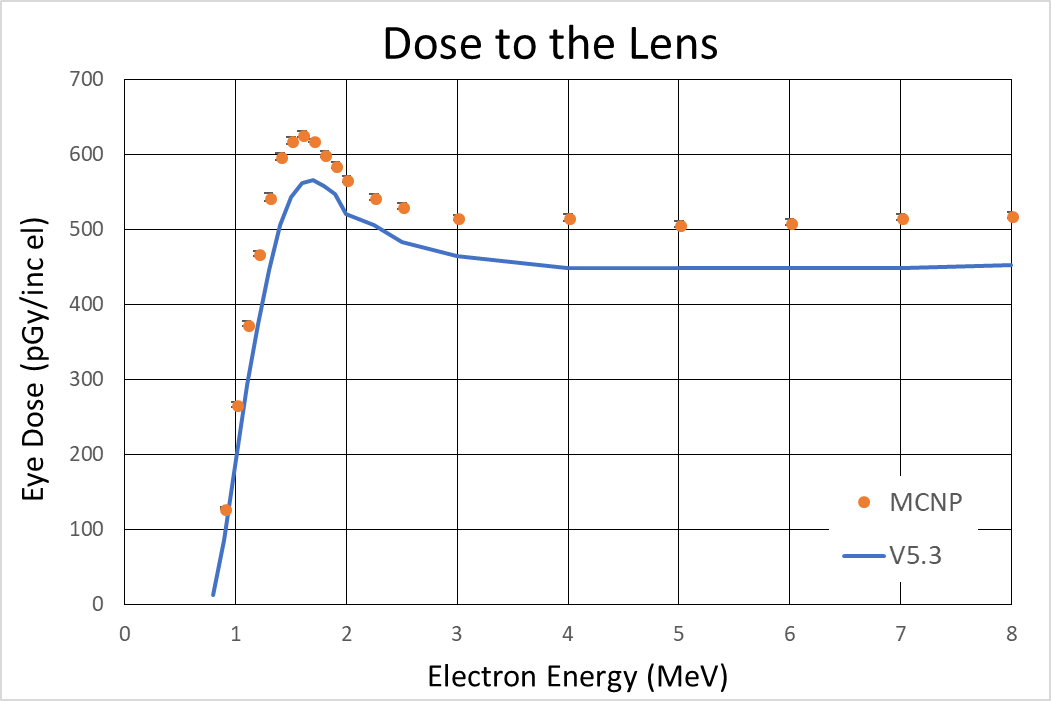 Dose to the Lens
700
600
500
400
300
200
100
0
Eye Dose (pGy/inc el)
MCNP
V5.3
0 1 2 3 4 5 6 7 8
Electron Energy (MeV)